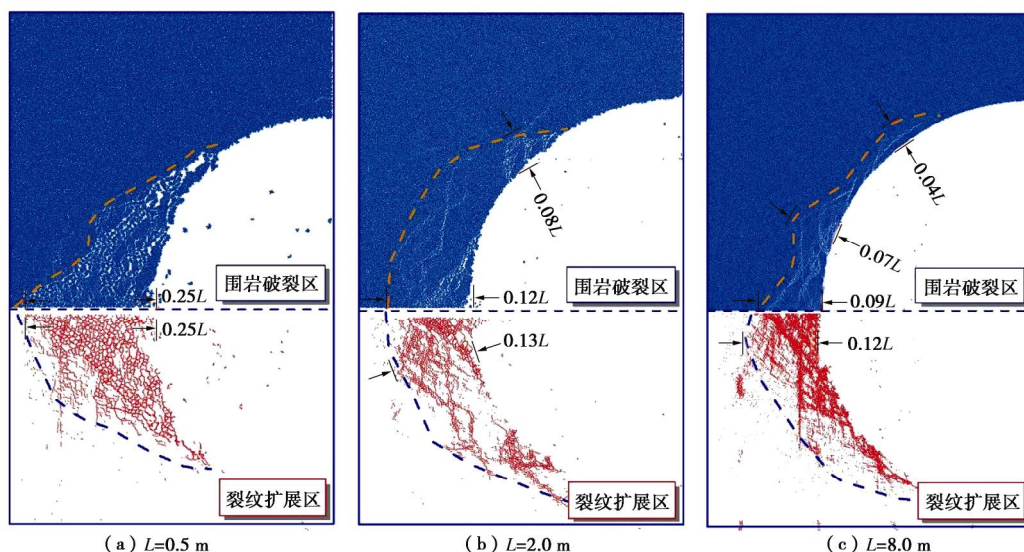 围岩破裂区
0.25L
0.25L
裂纹扩展区
(a) L=0.5 m
0.08L
围岩破裂区
0.12L
0.13L
裂纹扩展区
(b) L=2.0 m
0.04L
0.07L
围岩破裂区
0.09L
0.12L
裂纹扩展区
(c) L=8.0 m